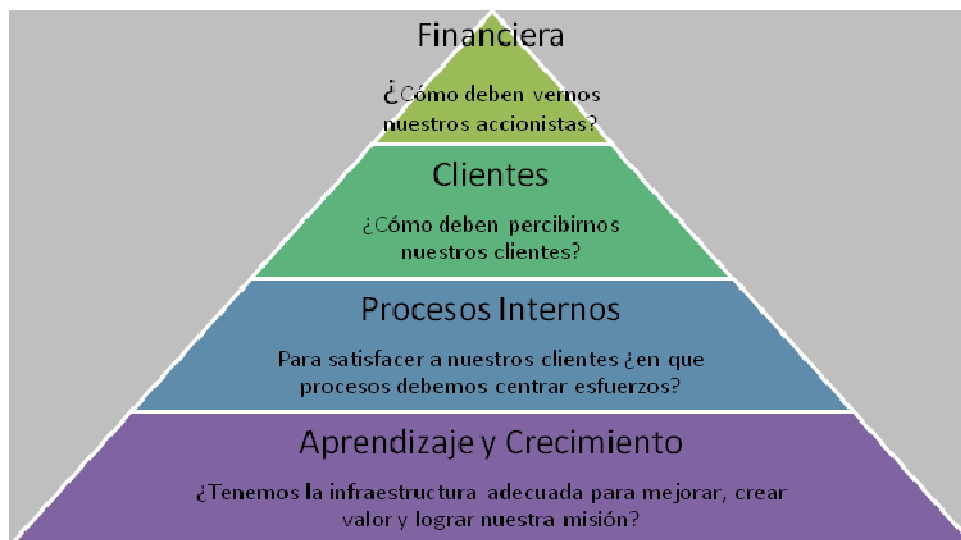 Financiera
¿Cómo deben vernos
nuestros accionistas?
Clientes
¿Cómo deben percibirnos
nuestros clientes?
Procesos Internos
Para satisfacer a nuestros clientes ¿en que
procesos debemos centrar esfuerzos?
Aprendizaje y Crecimiento
¿Tenemos la infraestructura adecuada para mejorar, crear
valor y lograr nuestra misión?